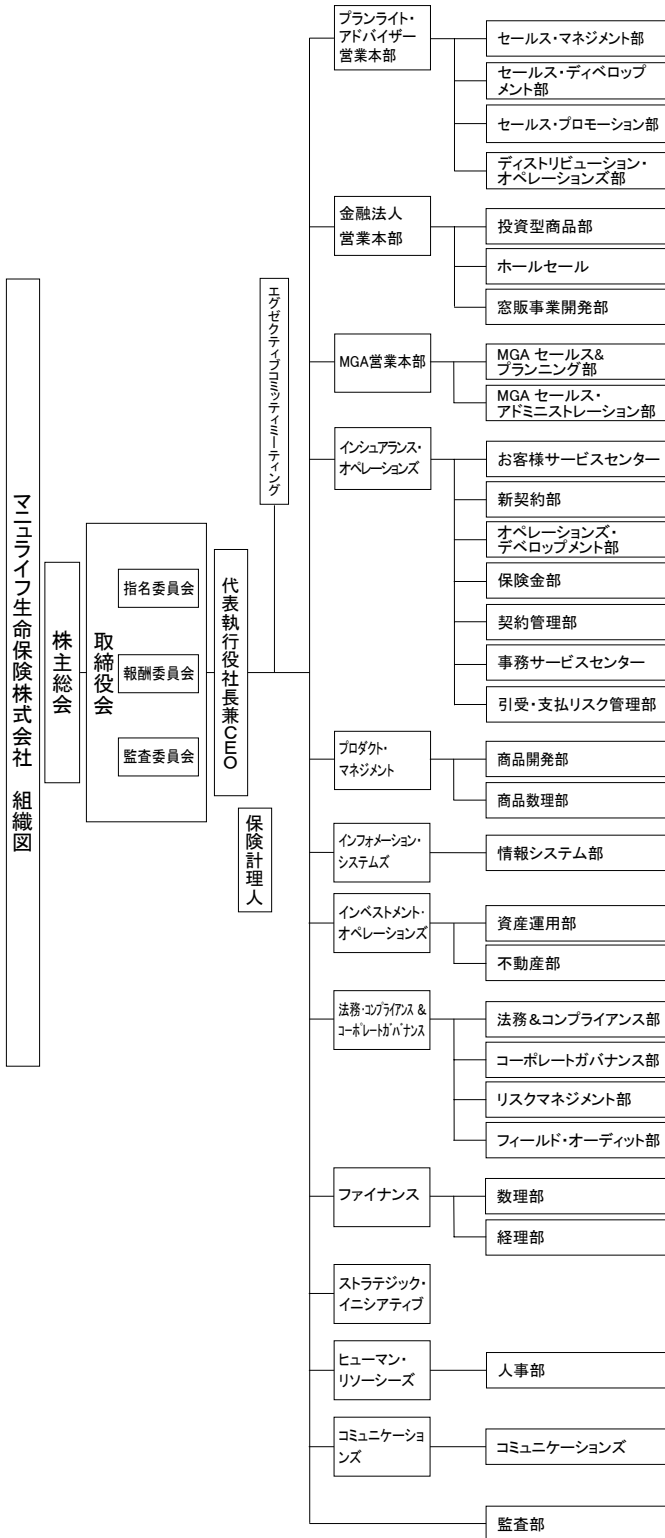 マニュライフ生命保険株式会社 組織図
株主総会
取締役会
指名委員会
報酬委員会
監査委員会
代表執行役社長兼CEO
保険計理人
エグゼクティブコミッティミーティング
プランライト・
アドバイザー
営業本部
セールス・マネジメント部
セールス・ディベロップ
メント部
セールス・プロモーション部
ディストリビューション・
オペレーションズ部
金融法人
営業本部
投資型商品部
ホールセール
窓販事業開発部
MGA営業本部
MGA セールス&
プランニング部
MGA セールス・
アドミニストレーション部
インシュアランス・
オペレーションズ
お客様サービスセンター
新契約部
オペレーションズ・
デベロップメント部
保険金部
契約管理部
事務サービスセンター
引受・支払リスク管理部
プロダクト・
マネジメント
商品開発部
商品数理部
インフォメーション・
システムズ
情報システム部
インベストメント・
オペレーションズ
資産運用部
不動産部
法務・コンプライアンス &
コーポレートガバナンス
法務&コンプライアンス部
コーポレートガバナンス部
リスクマネジメント部
フィールド・オーディット部
ファイナンス
数理部
経理部
ストラテジック・
イニシアティブ
ヒューマン・
リソーシーズ
人事部
コミュニケーショ
ンズ
コミュニケーションズ
監査部